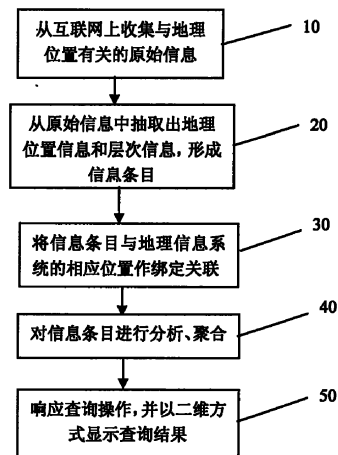 从互联网上收集与地理
位置有关的原始信息
10
从原始信息中抽取出地理
位置信息和层次信息，形成
信息条目
20
将信息条目与地理信息系
统的相应位置作绑定关联
30
对信息条目进行分析、聚合
40
响应查询操作，并以二维方
式显示查询结果
50